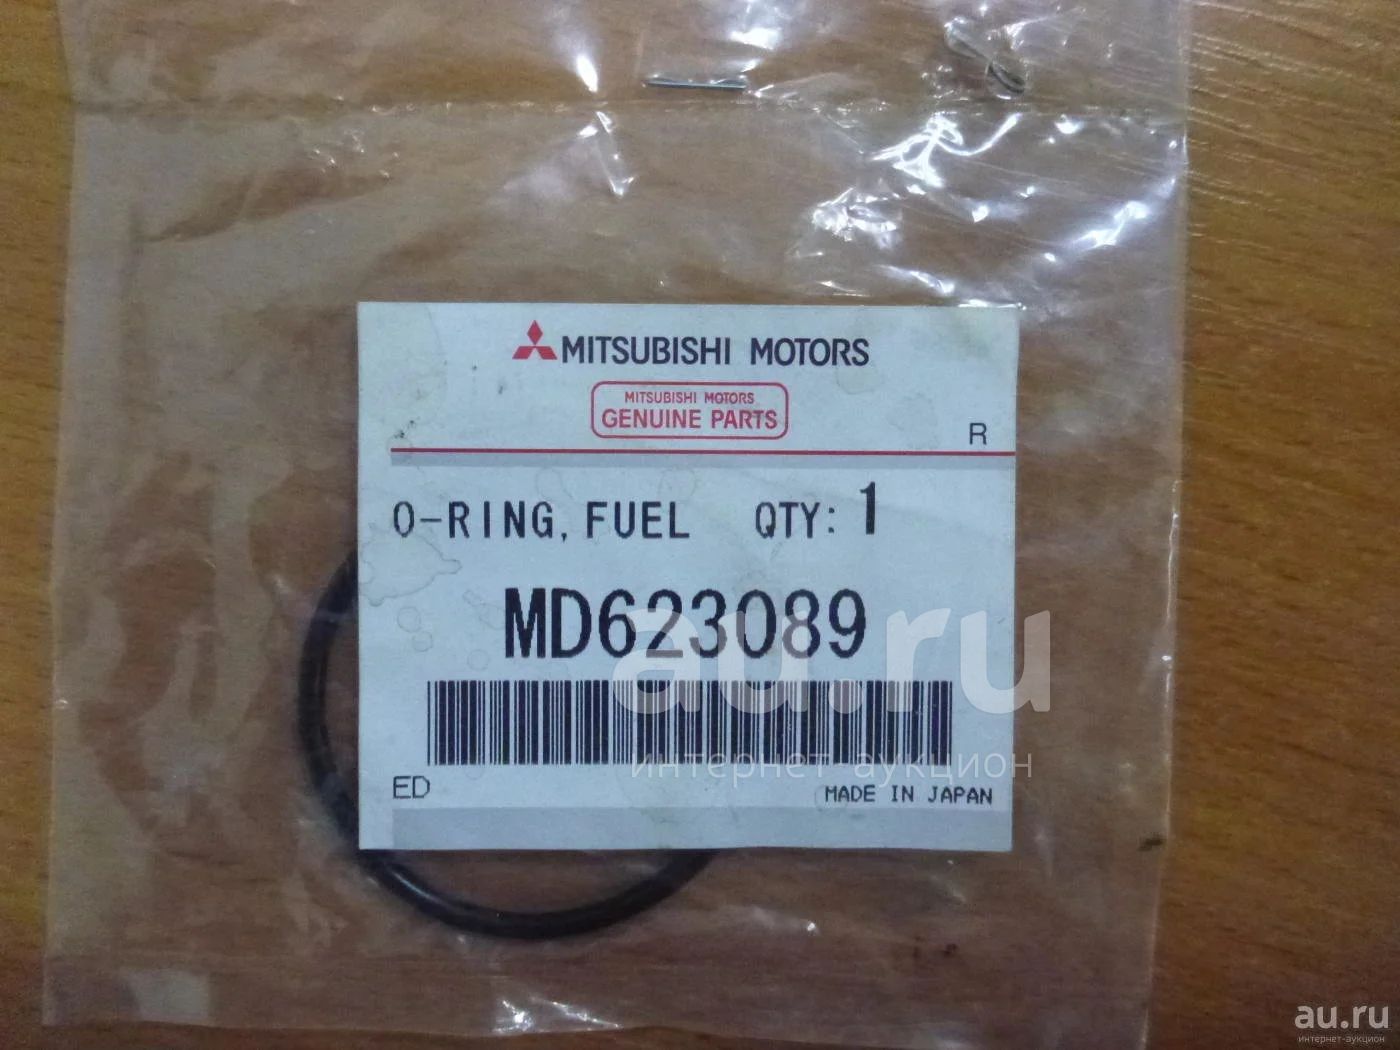 MITSUBISHI MOTORS
MITSUBISHI MOTORS
GENUINE PARTS
R
O-RING, FUEL QTY: 1
MD623089
au.ru
интернет-аукцион
ED
MADE IN JAPAN
au.ru
интернет-аукцион